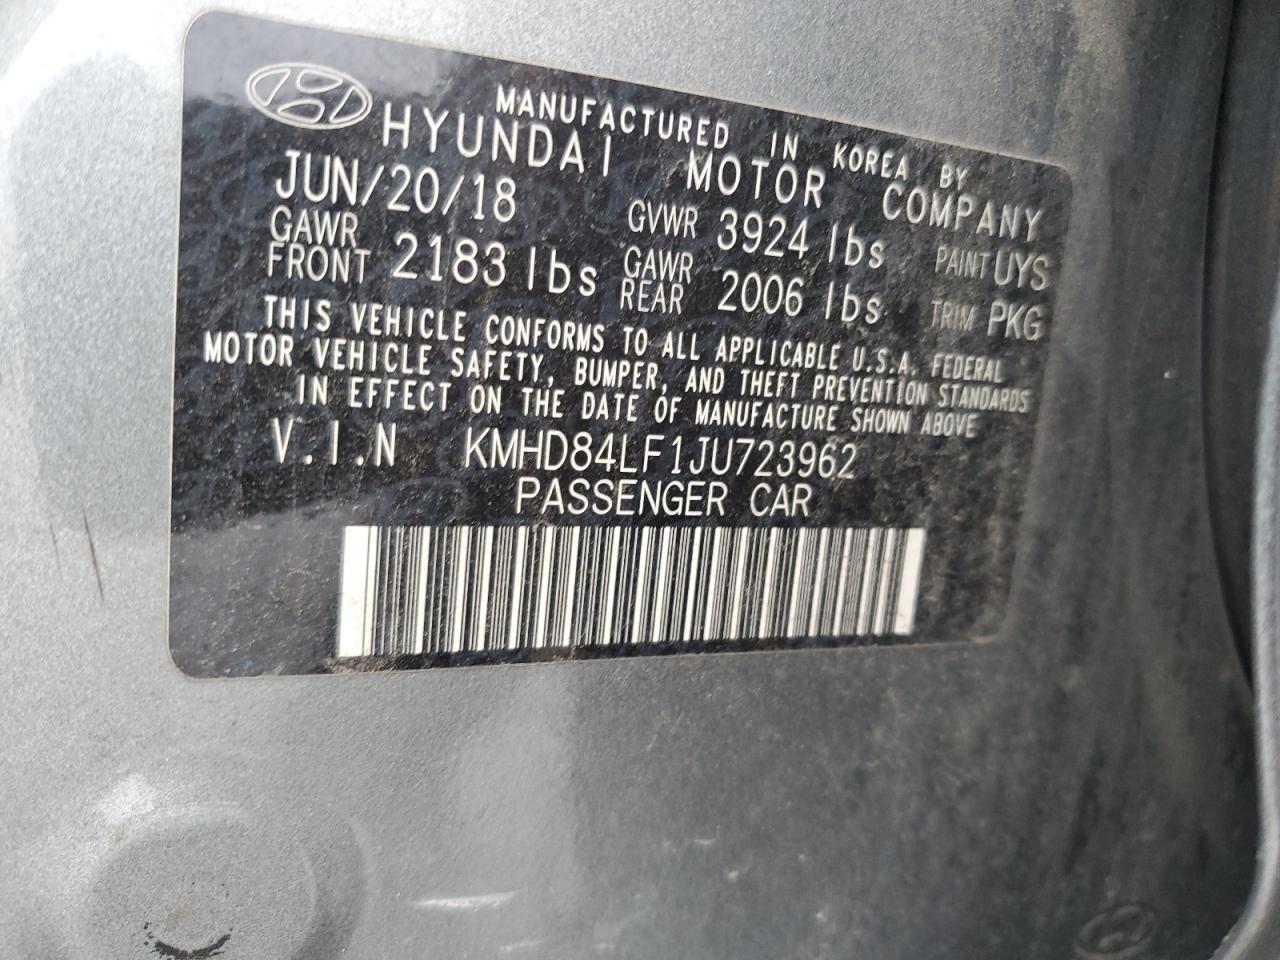 MANUFACTURED IN KOREA BY
HYUNDAI MOTOR COMPANY
JUN/20/18 GVWR 3924 lbs PAINT UYS
GAWR FRONT 2183 lbs GAWR REAR 2006 lbs TRIM PKG
THIS VEHICLE CONFORMS TO ALL APPLICABLE U.S.A. FEDERAL
MOTOR VEHICLE SAFETY, BUMPER, AND THEFT PREVENTION STANDARDS
IN EFFECT ON THE DATE OF MANUFACTURE SHOWN ABOVE
V.I.N KMHD84LF1JU723962
PASSENGER CAR